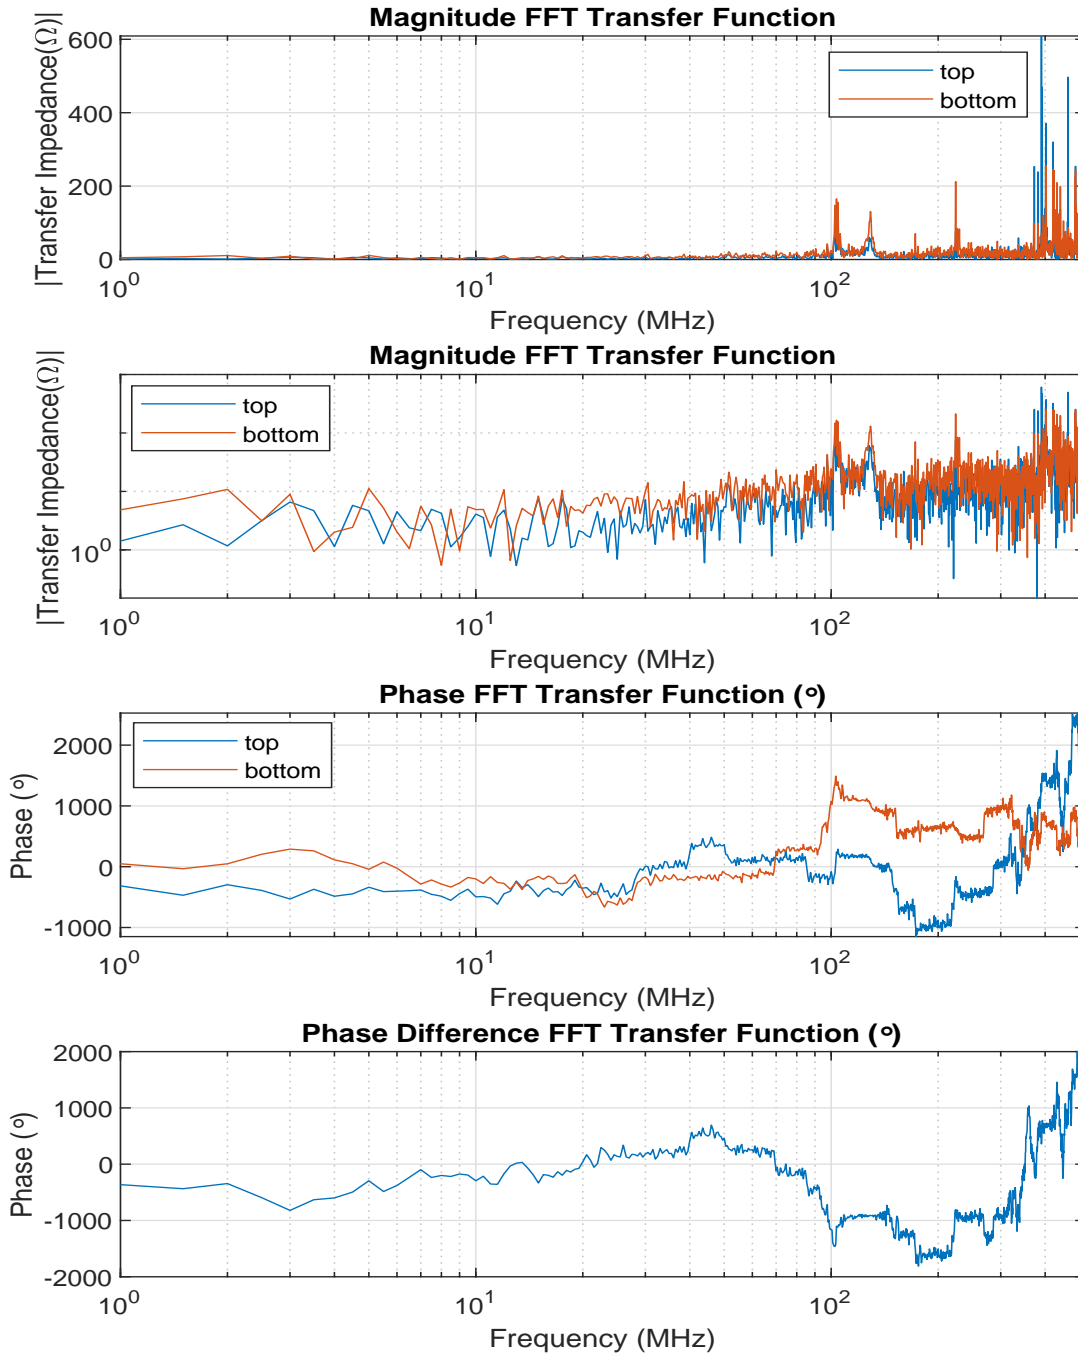 Magnitude FFT Transfer Function
|Transfer Impedance(Ω)|
600
400
200
0
top
bottom
10^0
10^1
10^2
Frequency (MHz)
Magnitude FFT Transfer Function
|Transfer Impedance(Ω)|
10^0
top
bottom
10^0
10^1
10^2
Frequency (MHz)
Phase FFT Transfer Function (°)
Phase (°)
2000
1000
0
-1000
top
bottom
10^0
10^1
10^2
Frequency (MHz)
Phase Difference FFT Transfer Function (°)
Phase (°)
2000
1000
0
-1000
-2000
10^0
10^1
10^2
Frequency (MHz)